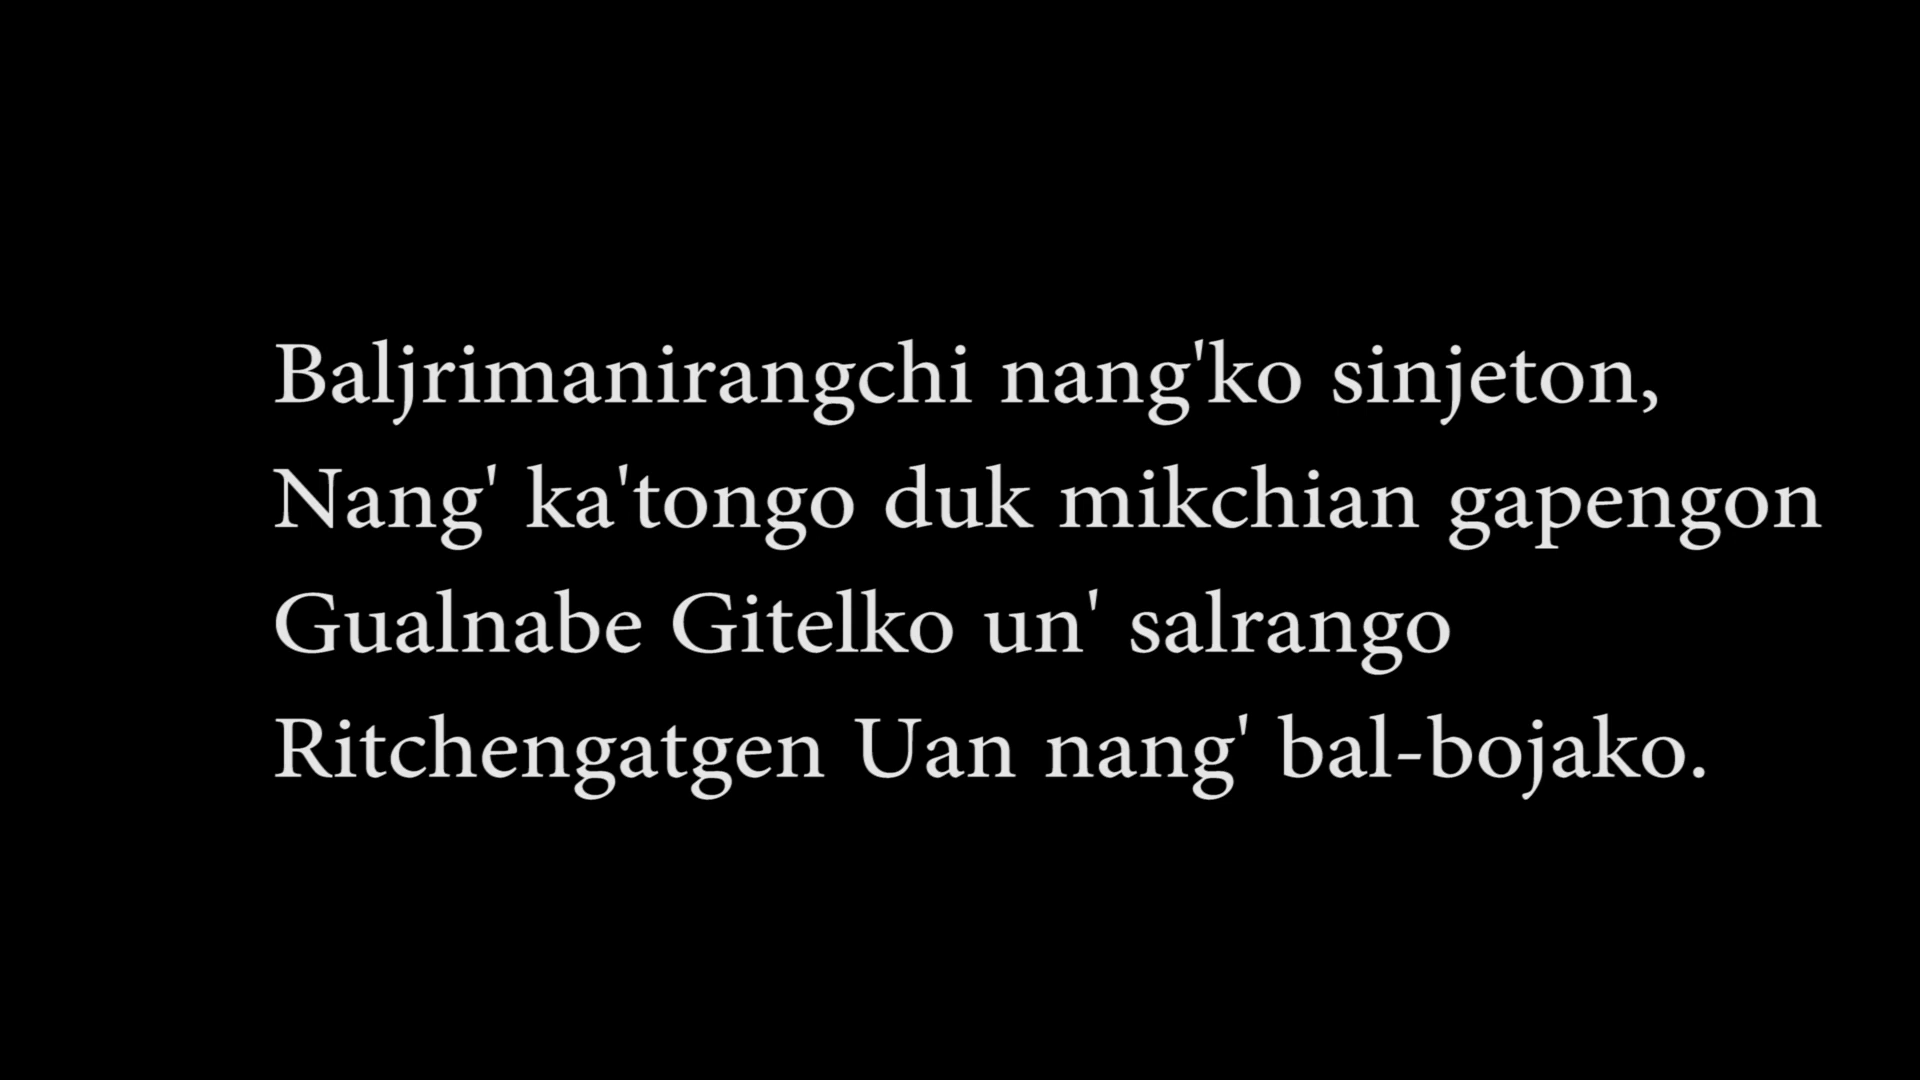 Baljrimanirangchi nang'ko sinjeton,
Nang' ka'tongo duk mikchian gapengon
Gualnabe Gitelko un' salrango
Ritchengatgen Uan nang' bal-bojako.